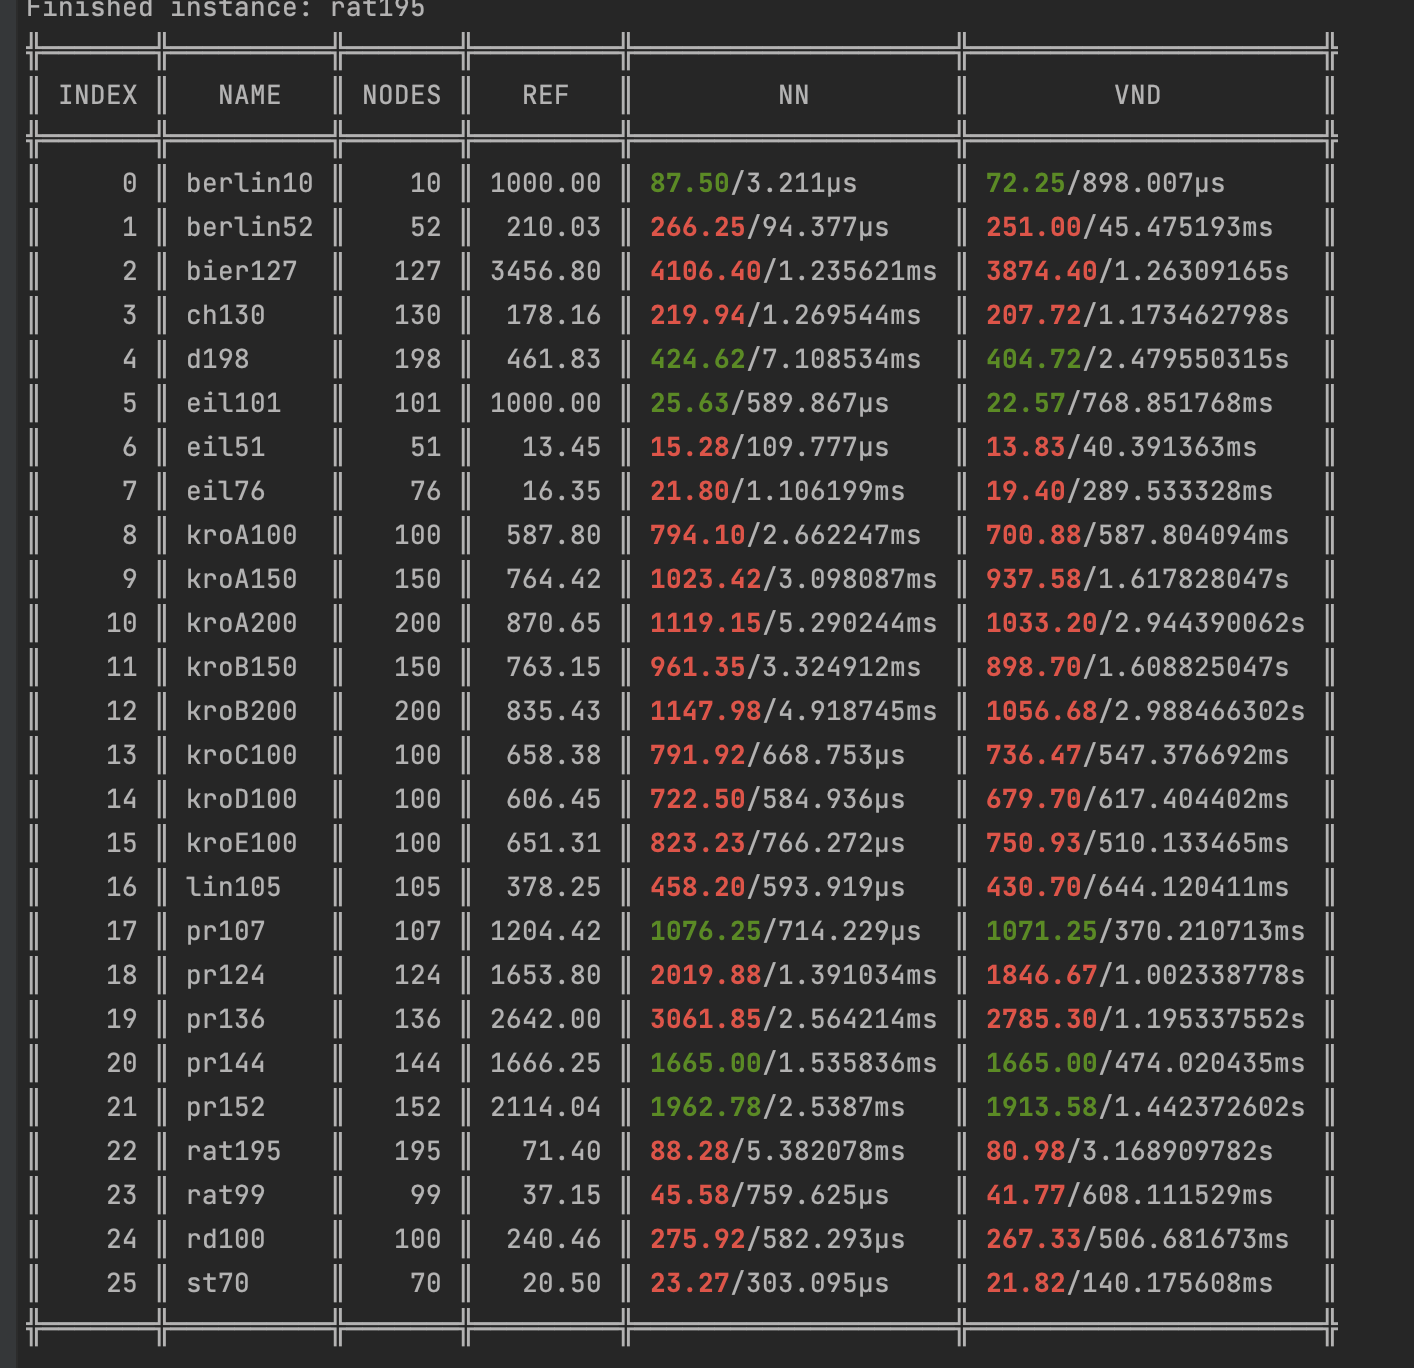 Finished instance: rat195
INDEX NAME NODES REF NN VND
0 berlin10 10 1000.00 87.50/3.211µs 72.25/898.007µs
1 berlin52 52 210.03 266.25/94.377µs 251.00/45.475193ms
2 bier127 127 3456.80 4106.40/1.235621ms 3874.40/1.26309165s
3 ch130 130 178.16 219.94/1.269544ms 207.72/1.173462798s
4 d198 198 461.83 424.62/7.108534ms 404.72/2.479550315s
5 eil101 101 1000.00 25.63/589.867µs 22.57/768.851768ms
6 eil51 51 13.45 15.28/109.777µs 13.83/40.391363ms
7 eil76 76 16.35 21.80/1.106199ms 19.40/289.533328ms
8 kroA100 100 587.80 794.10/2.662247ms 700.88/587.804094ms
9 kroA150 150 764.42 1023.42/3.098087ms 937.58/1.617828047s
10 kroA200 200 870.65 1119.15/5.290244ms 1033.20/2.944390062s
11 kroB150 150 763.15 961.35/3.324912ms 898.70/1.608825047s
12 kroB200 200 835.43 1147.98/4.918745ms 1056.68/2.988466302s
13 kroC100 100 658.38 791.92/668.753µs 736.47/547.376692ms
14 kroD100 100 606.45 722.50/584.936µs 679.70/617.404402ms
15 kroE100 100 651.31 823.23/766.272µs 750.93/510.133465ms
16 lin105 105 378.25 458.20/593.919µs 430.70/644.120411ms
17 pr107 107 1204.42 1076.25/714.229µs 1071.25/370.210713ms
18 pr124 124 1653.80 2019.88/1.391034ms 1846.67/1.002338778s
19 pr136 136 2642.00 3061.85/2.564214ms 2785.30/1.195337552s
20 pr144 144 1666.25 1665.00/1.535836ms 1665.00/474.020435ms
21 pr152 152 2114.04 1962.78/2.5387ms 1913.58/1.442372602s
22 rat195 195 71.40 88.28/5.382078ms 80.98/3.168909782s
23 rat99 99 37.15 45.58/759.625µs 41.77/608.111529ms
24 rd100 100 240.46 275.92/582.293µs 267.33/506.681673ms
25 st70 70 20.50 23.27/303.095µs 21.82/140.175608ms